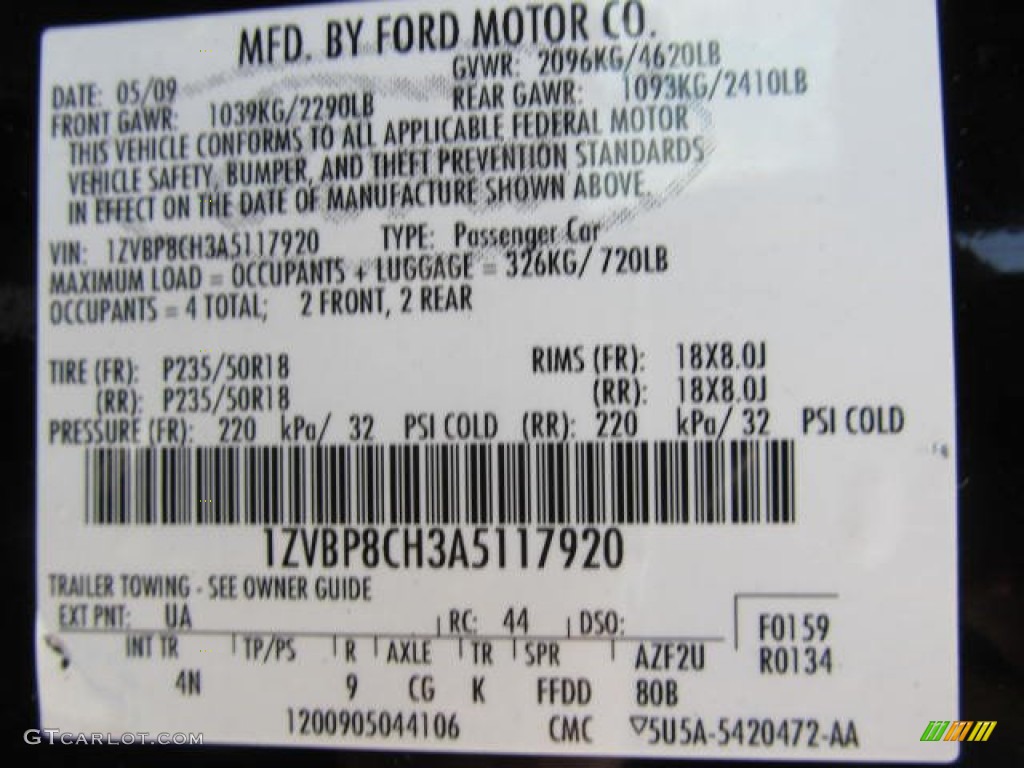 MFD. BY FORD MOTOR CO.
DATE: 05/09 GVWR: 2096KG/4620LB
FRONT GAWR: 1039KG/2290LB REAR GAWR: 1093KG/2410LB
THIS VEHICLE CONFORMS TO ALL APPLICABLE FEDERAL MOTOR
VEHICLE SAFETY, BUMPER, AND THEFT PREVENTION STANDARDS
IN EFFECT ON THE DATE OF MANUFACTURE SHOWN ABOVE.
VIN: 1ZVBP8CH3A5117920 TYPE: Passenger Car
MAXIMUM LOAD = OCCUPANTS + LUGGAGE = 326KG/ 720LB
OCCUPANTS = 4 TOTAL; 2 FRONT, 2 REAR
TIRE (FR): P235/50R18 RIMS (FR): 18X8.0J
(RR): P235/50R18 (RR): 18X8.0J
PRESSURE (FR): 220 kPa/ 32 PSI COLD (RR): 220 kPa/ 32 PSI COLD
1ZVBP8CH3A5117920
TRAILER TOWING - SEE OWNER GUIDE
EXT PNT: UA RC: 44 DSO: F0159
INT TR TP/PS R AXLE TR SPR AZF2U R0134
4N 9 CG K FFDD 80B
1200905044106 CMC ▽5U5A-5420472-AA
GTCARLOT.COM